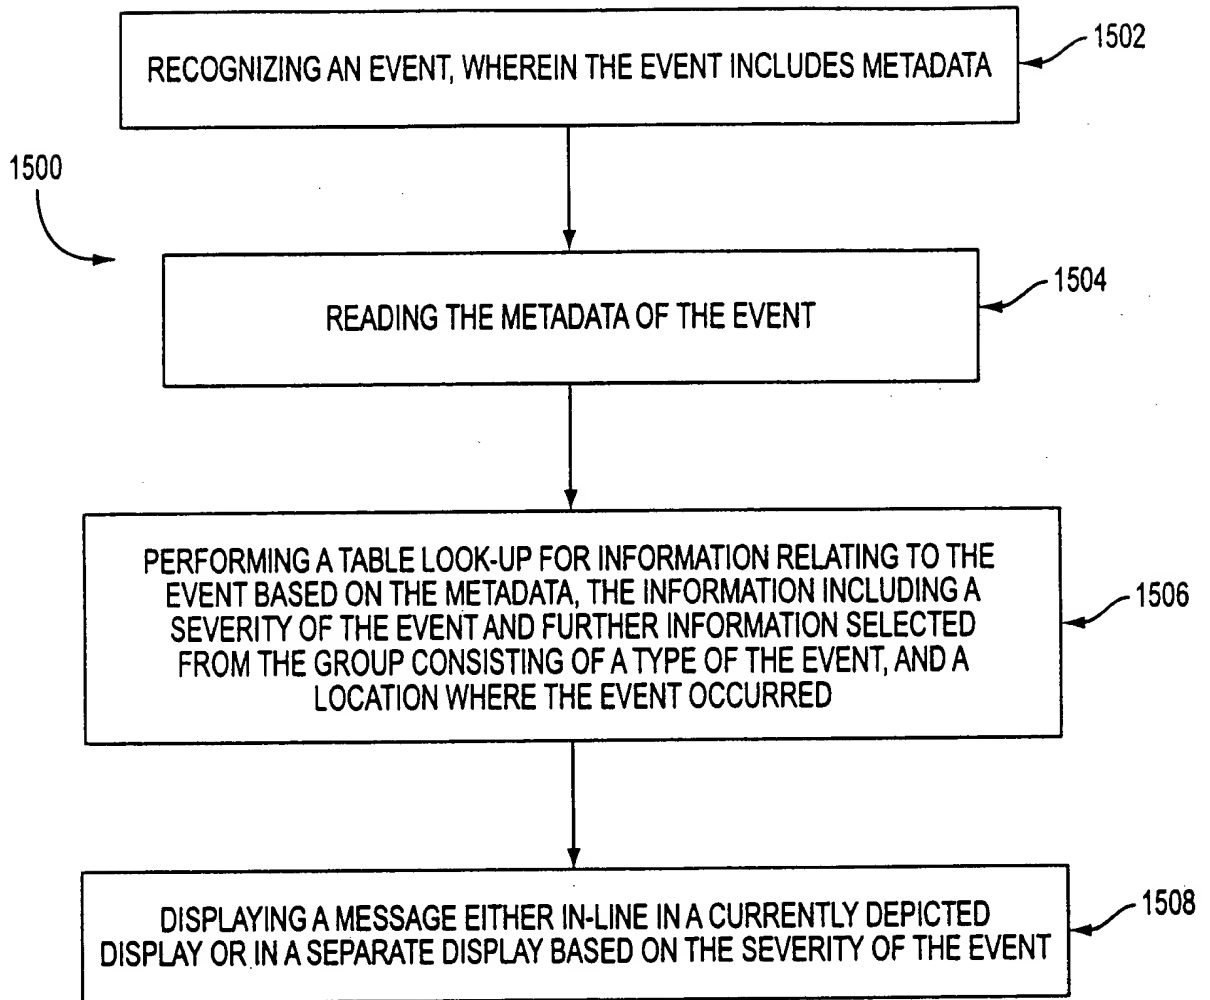 RECOGNIZING AN EVENT, WHEREIN THE EVENT INCLUDES METADATA
1502
1500
READING THE METADATA OF THE EVENT
1504
PERFORMING A TABLE LOOK-UP FOR INFORMATION RELATING TO THE
EVENT BASED ON THE METADATA, THE INFORMATION INCLUDING A
SEVERITY OF THE EVENT AND FURTHER INFORMATION SELECTED
FROM THE GROUP CONSISTING OF A TYPE OF THE EVENT, AND A
LOCATION WHERE THE EVENT OCCURRED
1506
DISPLAYING A MESSAGE EITHER IN-LINE IN A CURRENTLY DEPICTED
DISPLAY OR IN A SEPARATE DISPLAY BASED ON THE SEVERITY OF THE EVENT
1508